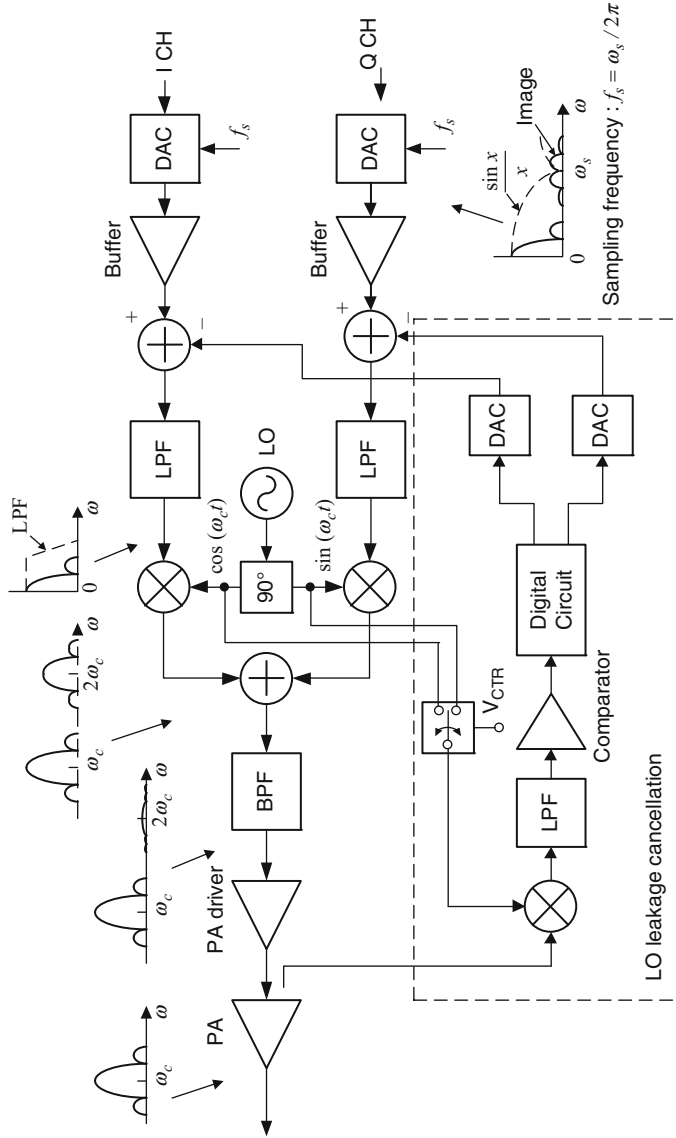 I CH
Q CH
DAC
f_s
DAC
f_s
Buffer
Buffer
+
−
+
−
LPF
LPF
LO
cos (ω_c t)
sin (ω_c t)
90°
LPF
0
ω
ω_c
2ω_c
ω
BPF
ω_c
2ω_c
ω
PA driver
PA
ω_c
ω
sin x
x
Image
0
ω_s
ω
Sampling frequency : f_s = ω_s / 2π
V_CTR
DAC
DAC
Digital
Circuit
Comparator
LPF
LO leakage cancellation